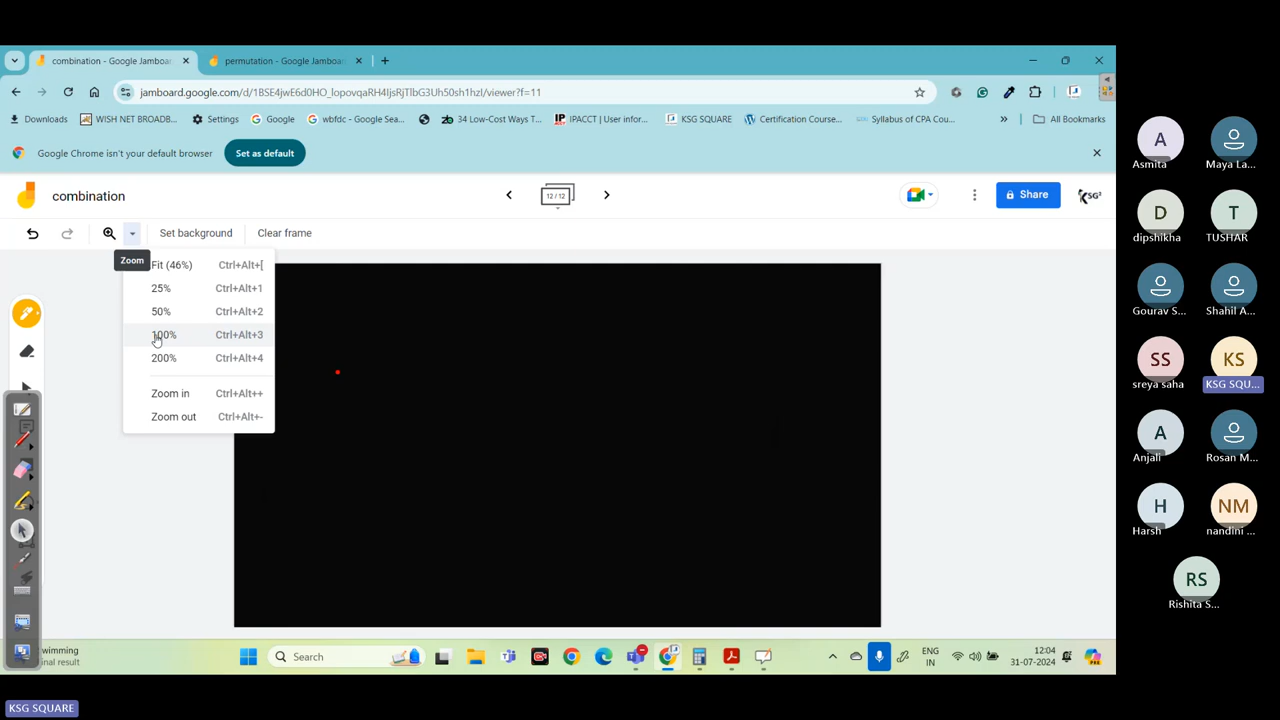 combination - Google Jamboard
permutation - Google Jamboa
jamboard.google.com/d/1BSE4jwE6d0HO_lopovqaRH4IjsRjTlbG3Uh50sh1hzI/viewer?f=11
Downloads
WISH NET BROADB...
Settings
Google
wbfdc - Google Sea...
34 Low-Cost Ways T...
IPACCT | User infor...
KSG SQUARE
Certification Course...
Syllabus of CPA Cou...
All Bookmarks
Google Chrome isn't your default browser
Set as default
combination
12 / 12
Share
Set background
Clear frame
Zoom
Fit (46%) Ctrl+Alt+[
25% Ctrl+Alt+1
50% Ctrl+Alt+2
100% Ctrl+Alt+3
200% Ctrl+Alt+4
Zoom in Ctrl+Alt++
Zoom out Ctrl+Alt+-
A
Asmita
Maya La...
D
dipshikha
T
TUSHAR
Gourav S...
Shahil A...
SS
sreya saha
KS
KSG SQU...
A
Anjali
Rosan M...
H
Harsh
NM
nandini ...
RS
Rishita S...
wimming
inal result
Search
ENG
IN
12:04
31-07-2024
KSG SQUARE